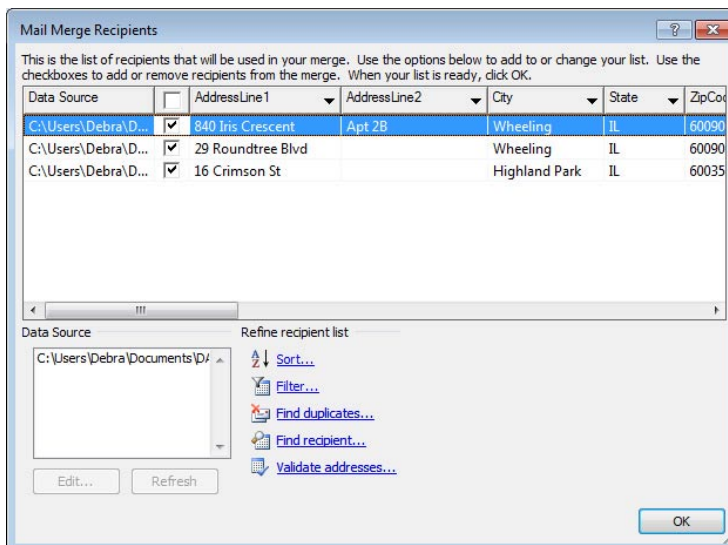 Mail Merge Recipients
This is the list of recipients that will be used in your merge. Use the options below to add to or change your list. Use the
checkboxes to add or remove recipients from the merge. When your list is ready, click OK.
Data Source AddressLine1 AddressLine2 City State ZipCod
C:\Users\Debra\D... 840 Iris Crescent Apt 2B Wheeling IL 60090
C:\Users\Debra\D... 29 Roundtree Blvd Wheeling IL 60090
C:\Users\Debra\D... 16 Crimson St Highland Park IL 60035
Data Source
C:\Users\Debra\Documents\DA
Edit...
Refresh
Refine recipient list
Sort...
Filter...
Find duplicates...
Find recipient...
Validate addresses...
OK